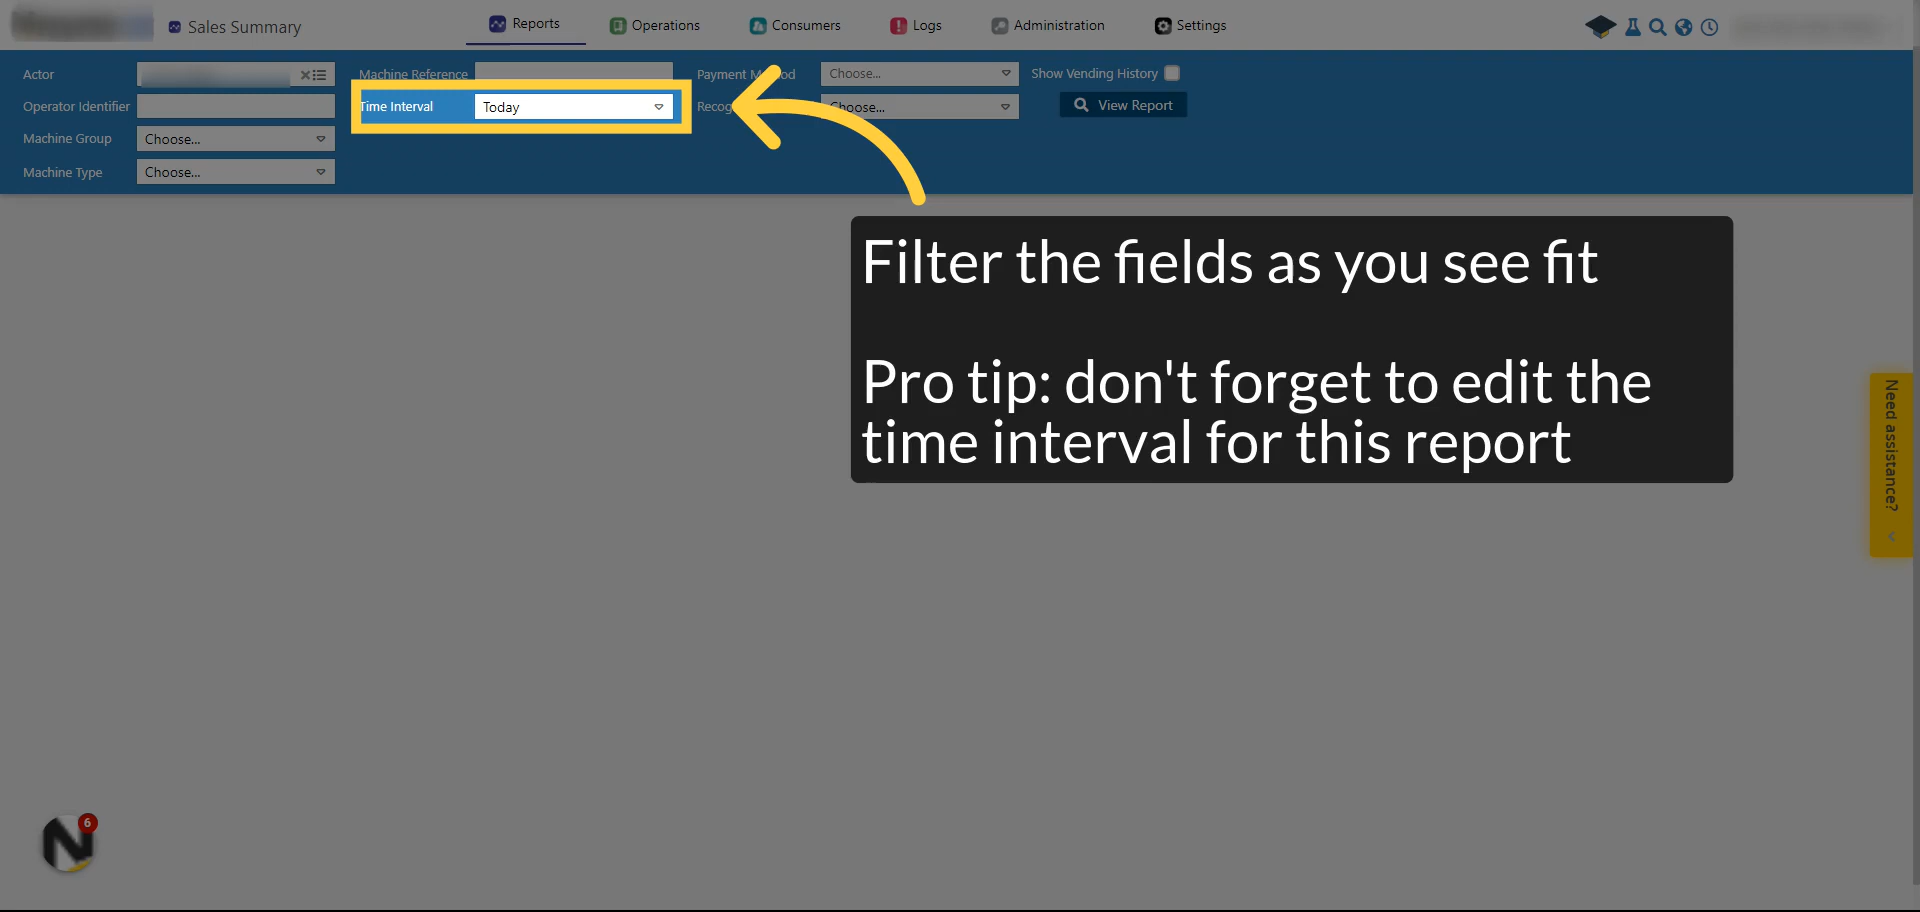 Sales Summary
Reports
Operations
Consumers
Logs
Administration
Settings
Actor
Machine Reference
Payment M od
Choose...
Show Vending History
Operator Identifier
Time Interval
Today
Recog
Choose...
View Report
Machine Group
Choose...
Machine Type
Choose...
Filter the fields as you see fit
Pro tip: don't forget to edit the
time interval for this report
Need assistance?
6